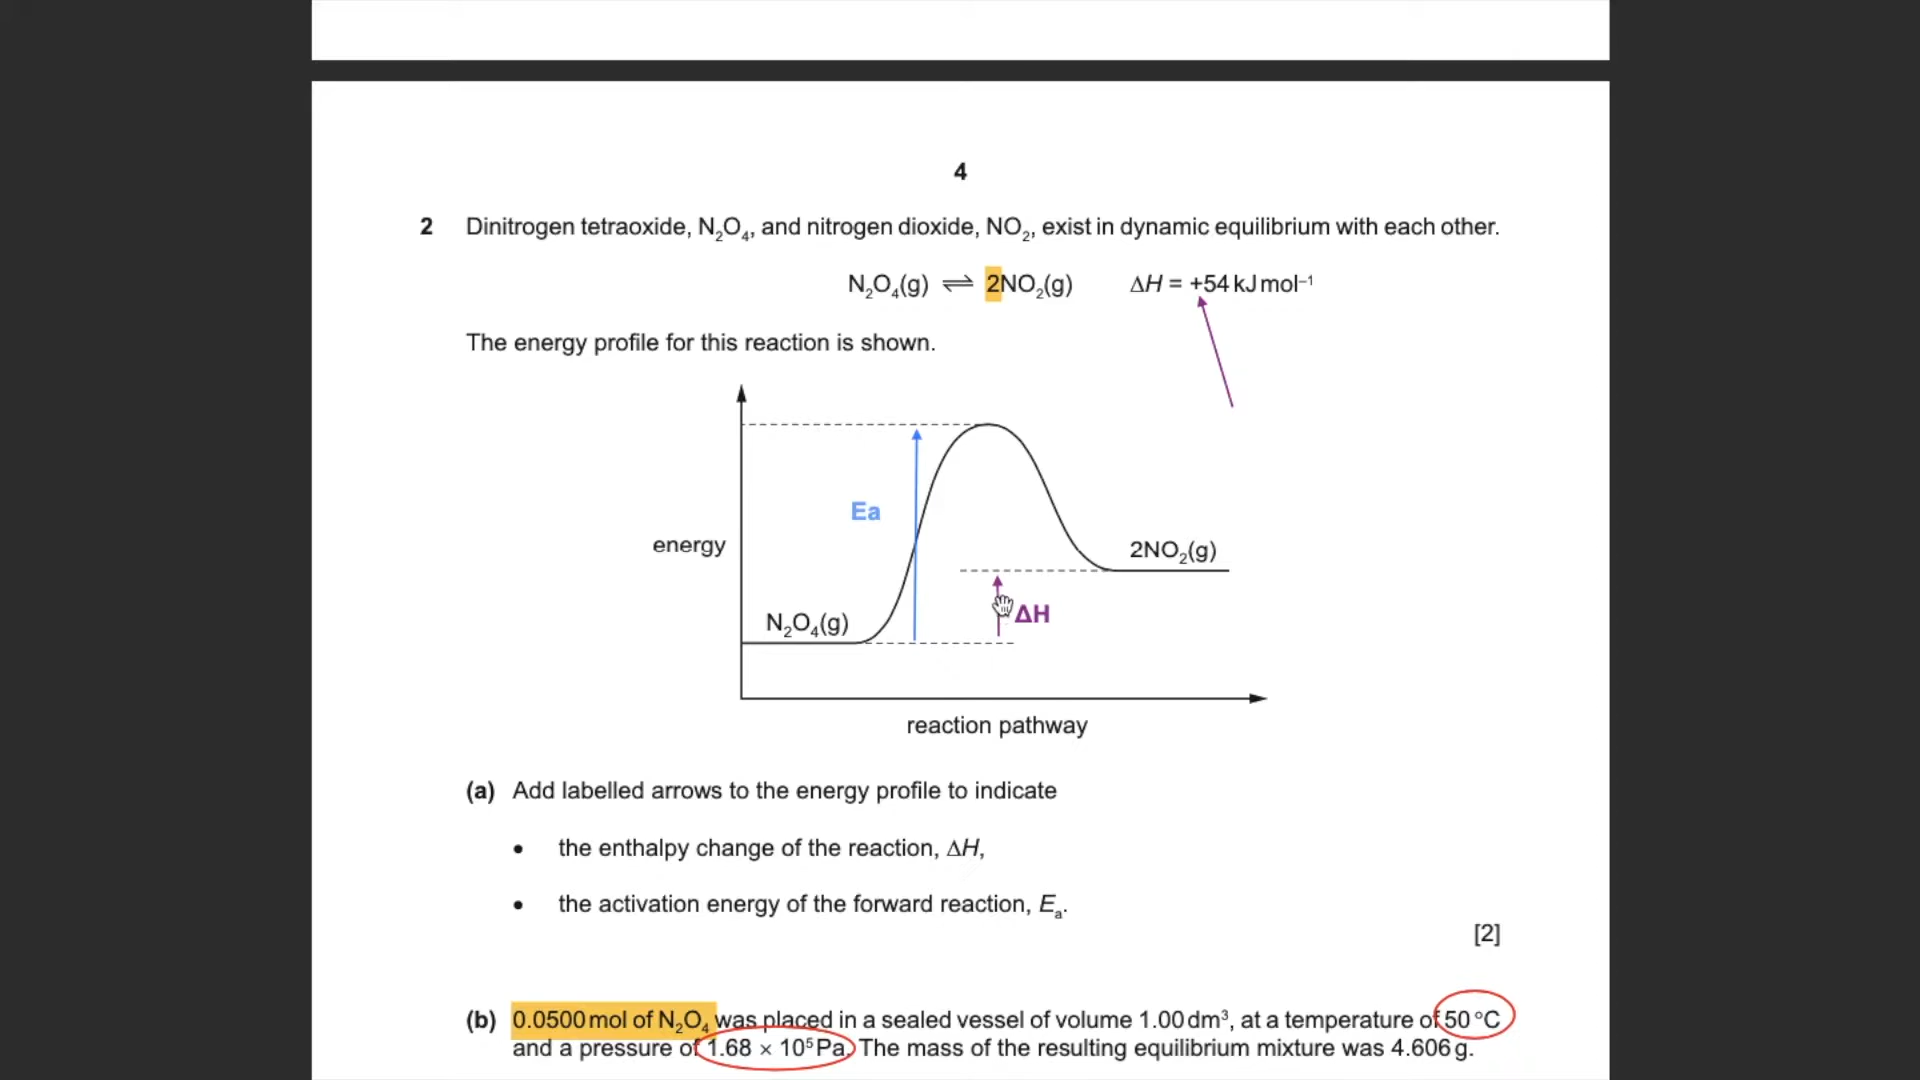 4
2 Dinitrogen tetraoxide, N₂O₄, and nitrogen dioxide, NO₂, exist in dynamic equilibrium with each other.
N₂O₄(g) ⇌ 2NO₂(g) ΔH = +54 kJ mol⁻¹
The energy profile for this reaction is shown.
Ea
energy
2NO₂(g)
N₂O₄(g)
ΔH
reaction pathway
(a) Add labelled arrows to the energy profile to indicate
• the enthalpy change of the reaction, ΔH,
• the activation energy of the forward reaction, Eₐ.
[2]
(b) 0.0500 mol of N₂O₄ was placed in a sealed vessel of volume 1.00 dm³, at a temperature of 50 °C
and a pressure of 1.68 × 10⁵ Pa. The mass of the resulting equilibrium mixture was 4.606 g.